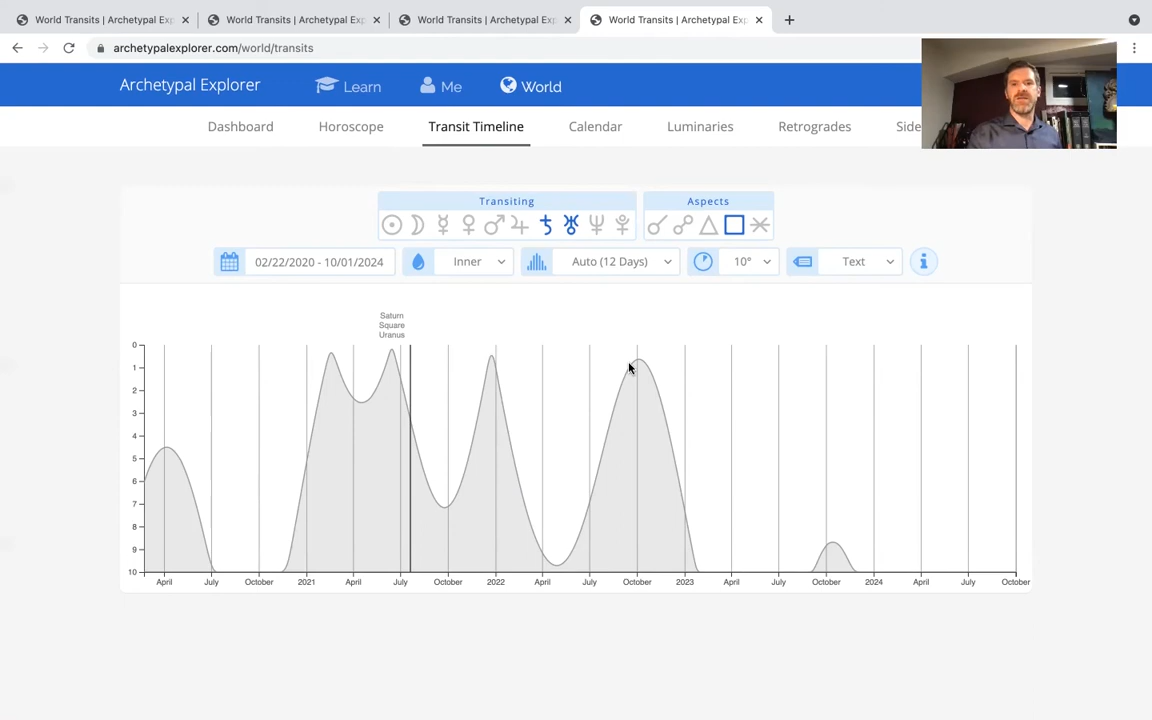 World Transits | Archetypal Exp
World Transits | Archetypal Exp
World Transits | Archetypal Exp
World Transits | Archetypal Exp
archetypalexplorer.com/world/transits
Archetypal Explorer
Learn
Me
World
Dashboard
Horoscope
Transit Timeline
Calendar
Luminaries
Retrogrades
Side
Transiting
Aspects
02/22/2020 - 10/01/2024
Inner
Auto (12 Days)
10°
Text
Saturn
Square
Uranus
0
1
2
3
4
5
6
7
8
9
10
April July October 2021 April July October 2022 April July October 2023 April July October 2024 April July October